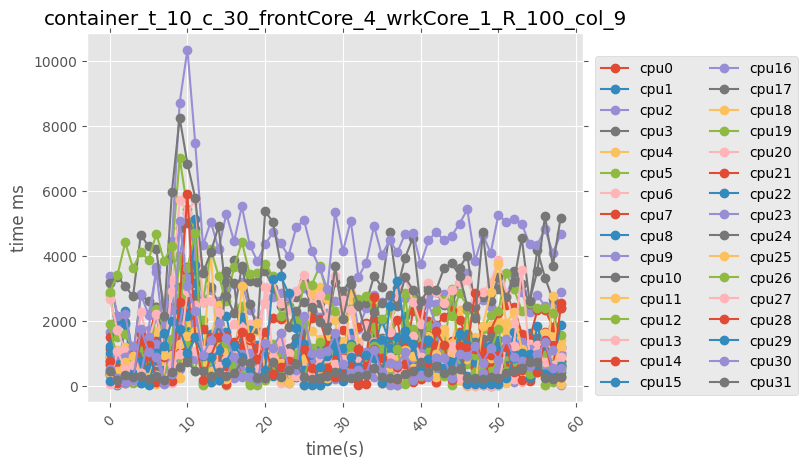 container_t_10_c_30_frontCore_4_wrkCore_1_R_100_col_9
10000
8000
6000
4000
2000
0
time ms
0
10
20
30
40
50
60
time(s)
cpu0
cpu1
cpu2
cpu3
cpu4
cpu5
cpu6
cpu7
cpu8
cpu9
cpu10
cpu11
cpu12
cpu13
cpu14
cpu15
cpu16
cpu17
cpu18
cpu19
cpu20
cpu21
cpu22
cpu23
cpu24
cpu25
cpu26
cpu27
cpu28
cpu29
cpu30
cpu31